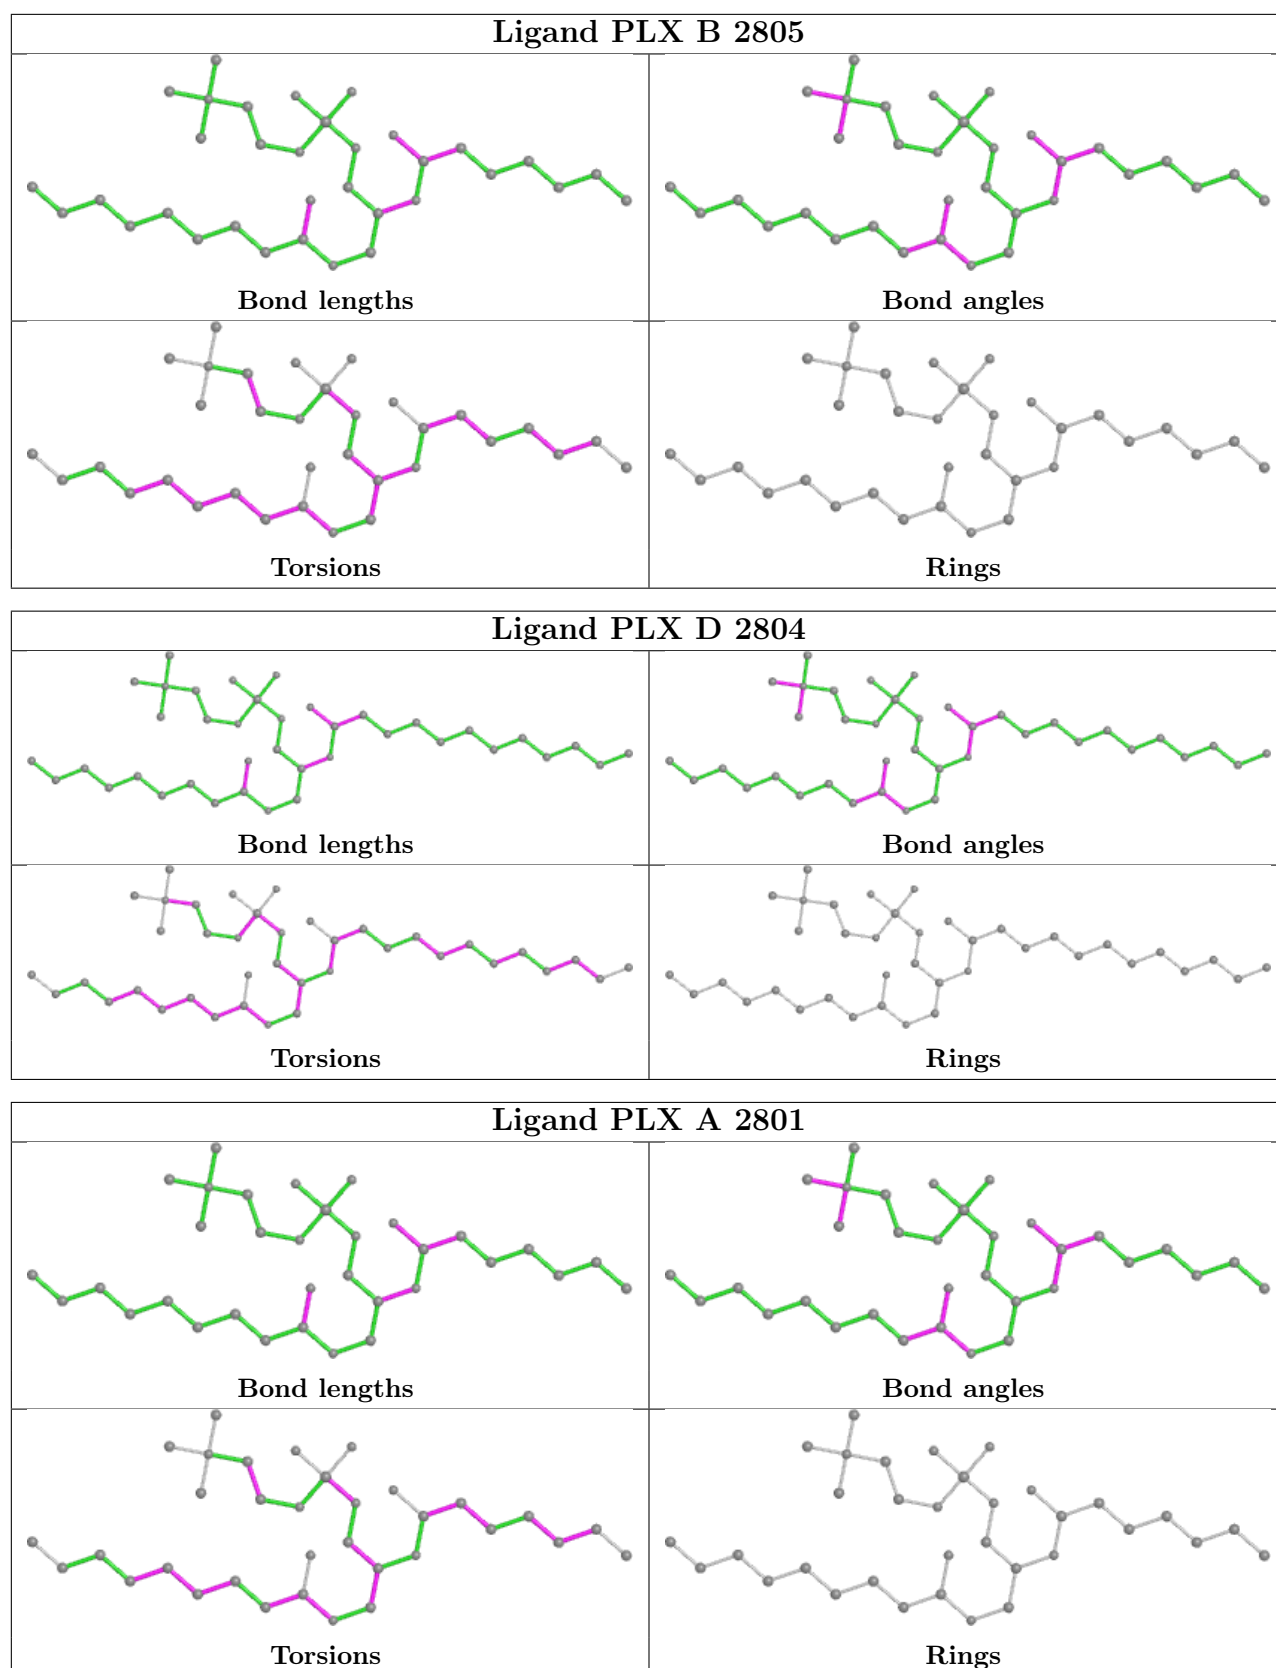 Ligand PLX B 2805
Bond lengths
Bond angles
Torsions
Rings
Ligand PLX D 2804
Bond lengths
Bond angles
Torsions
Rings
Ligand PLX A 2801
Bond lengths
Bond angles
Torsions
Rings